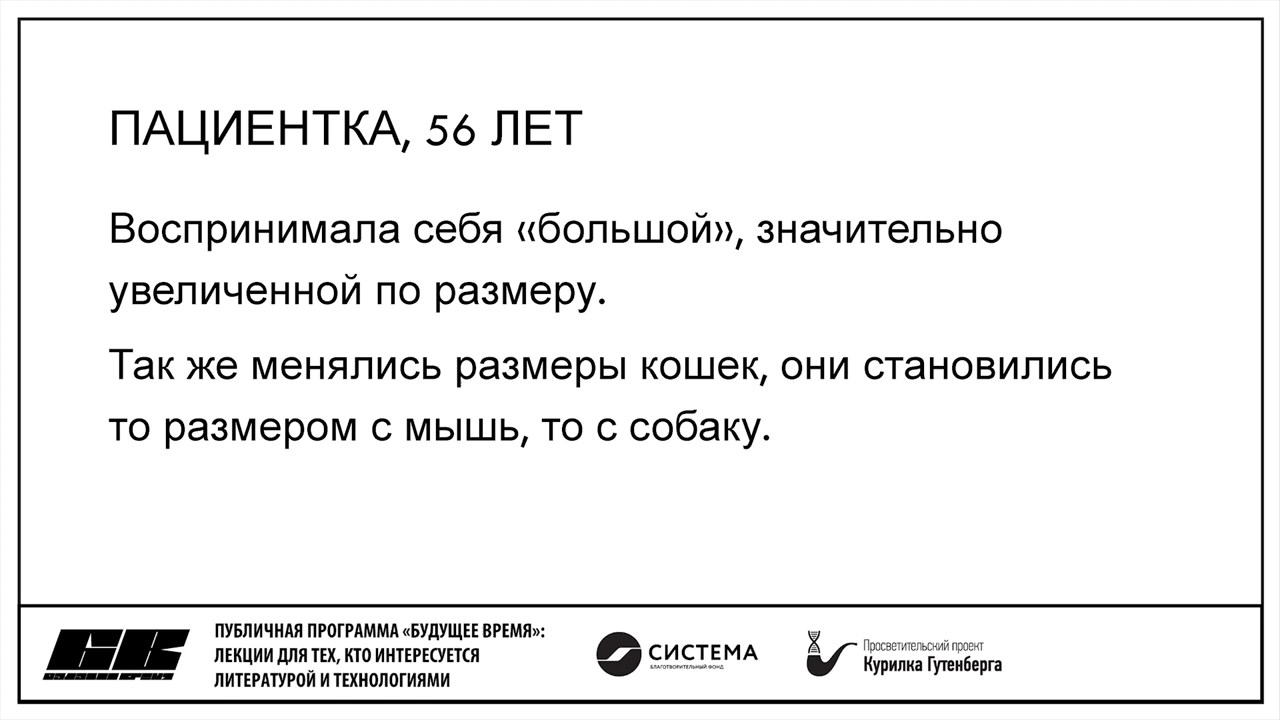 ПАЦИЕНТКА, 56 ЛЕТ
Воспринимала себя «большой», значительно
увеличенной по размеру.
Так же менялись размеры кошек, они становились
то размером с мышь, то с собаку.
БВ
ПУБЛИЧНАЯ ПРОГРАММА «БУДУЩЕЕ ВРЕМЯ»:
ЛЕКЦИИ ДЛЯ ТЕХ, КТО ИНТЕРЕСУЕТСЯ
ЛИТЕРАТУРОЙ И ТЕХНОЛОГИЯМИ
СИСТЕМА
БЛАГОТВОРИТЕЛЬНЫЙ ФОНД
Просветительский проект
Курилка Гутенберга